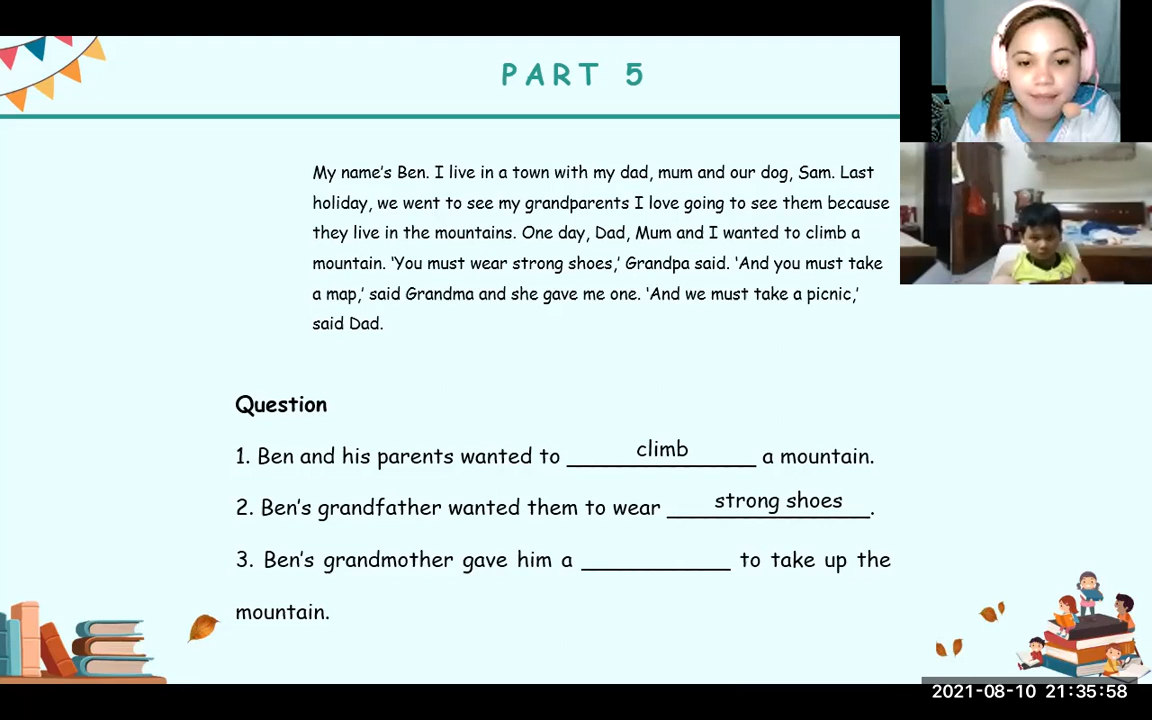 PART 5
My name's Ben. I live in a town with my dad, mum and our dog, Sam. Last
holiday, we went to see my grandparents I love going to see them because
they live in the mountains. One day, Dad, Mum and I wanted to climb a
mountain. 'You must wear strong shoes,' Grandpa said. 'And you must take
a map,' said Grandma and she gave me one. 'And we must take a picnic,'
said Dad.
Question
1. Ben and his parents wanted to climb a mountain.
2. Ben's grandfather wanted them to wear strong shoes.
3. Ben's grandmother gave him a ___________ to take up the
mountain.
2021-08-10 21:35:58